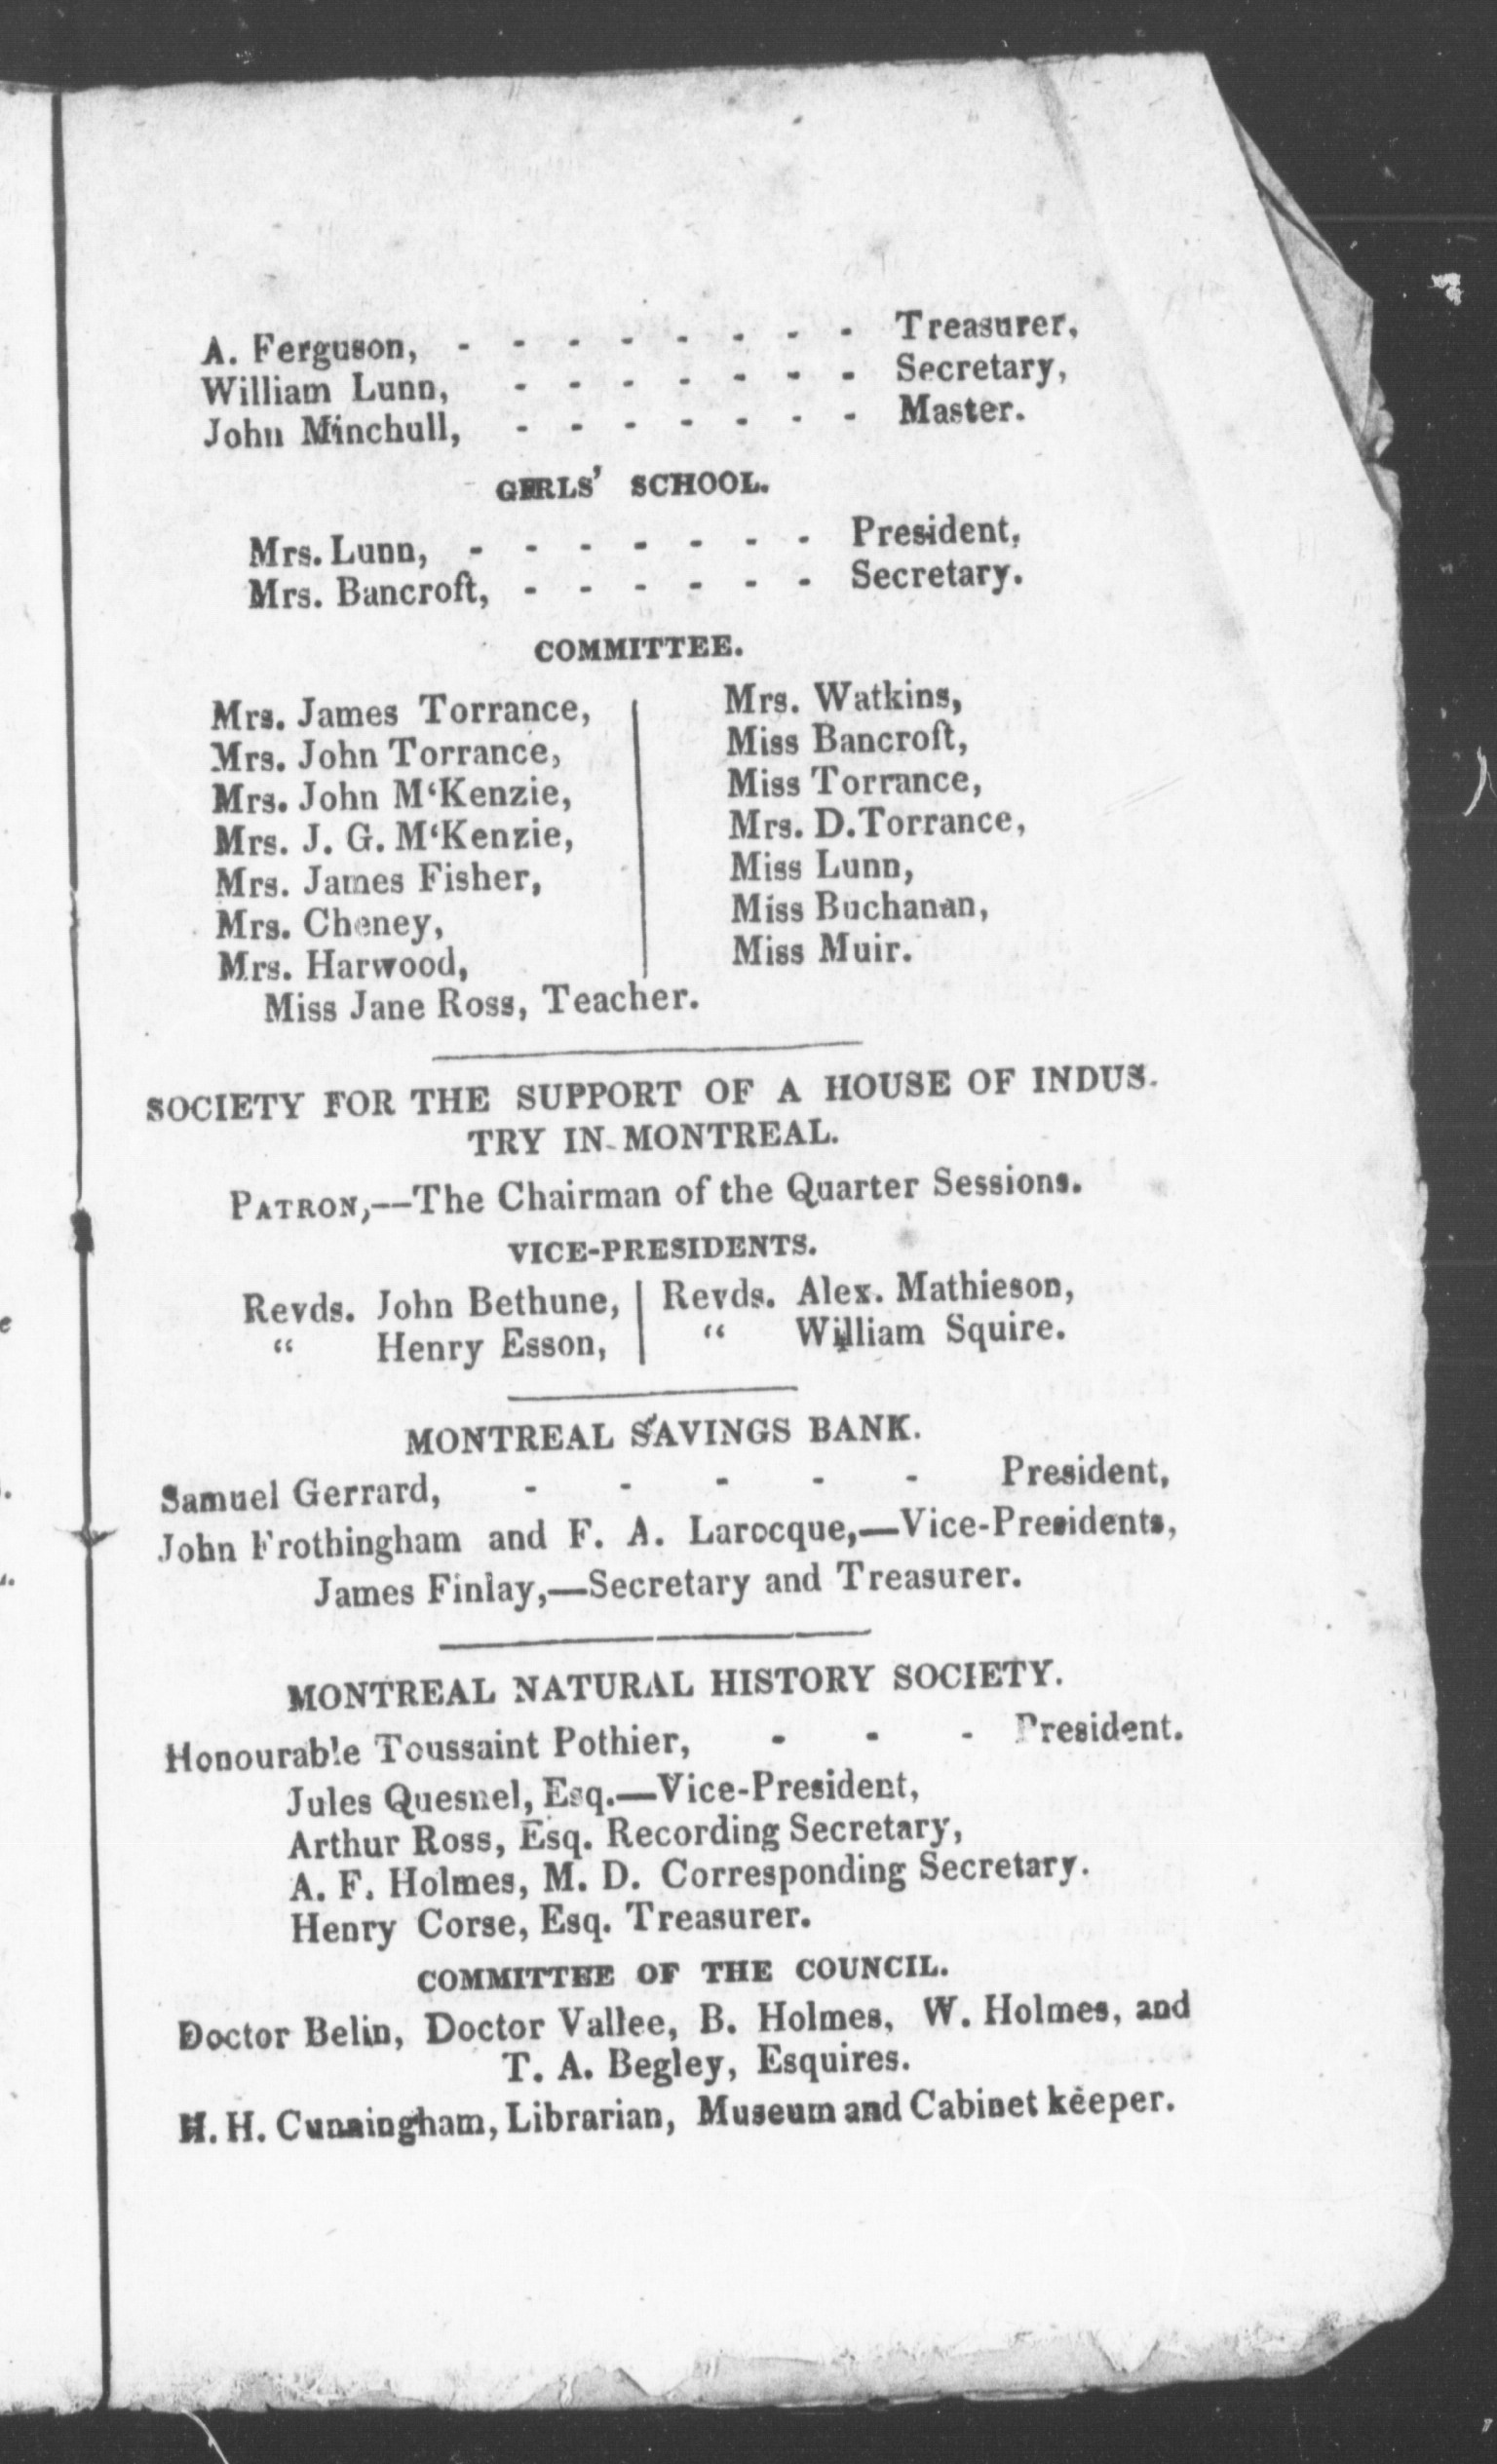 A. Ferguson, - - - - - - - - Treasurer,
William Lunn, - - - - - - - Secretary,
John Minchull, - - - - - - - Master.
GIRLS' SCHOOL.
Mrs. Lunn, - - - - - - - President,
Mrs. Bancroft, - - - - - - Secretary.
COMMITTEE.
Mrs. James Torrance,
Mrs. John Torrance,
Mrs. John M'Kenzie,
Mrs. J. G. M'Kenzie,
Mrs. James Fisher,
Mrs. Cheney,
Mrs. Harwood,
Mrs. Watkins,
Miss Bancroft,
Miss Torrance,
Mrs. D. Torrance,
Miss Lunn,
Miss Buchanan,
Miss Muir.
Miss Jane Ross, Teacher.
SOCIETY FOR THE SUPPORT OF A HOUSE OF INDUS-
TRY IN MONTREAL.
PATRON,—The Chairman of the Quarter Sessions.
VICE-PRESIDENTS.
Revds. John Bethune,
“ Henry Esson,
Revds. Alex. Mathieson,
“ William Squire.
MONTREAL SAVINGS BANK.
Samuel Gerrard, - - - - - President,
John Frothingham and F. A. Larocque,—Vice-Presidents,
James Finlay,—Secretary and Treasurer.
MONTREAL NATURAL HISTORY SOCIETY.
Honourable Toussaint Pothier, - - - President.
Jules Quesnel, Esq.—Vice-President,
Arthur Ross, Esq. Recording Secretary,
A. F. Holmes, M. D. Corresponding Secretary.
Henry Corse, Esq. Treasurer.
COMMITTEE OF THE COUNCIL.
Doctor Belin, Doctor Vallee, B. Holmes, W. Holmes, and
T. A. Begley, Esquires.
H. H. Cunningham, Librarian, Museum and Cabinet keeper.